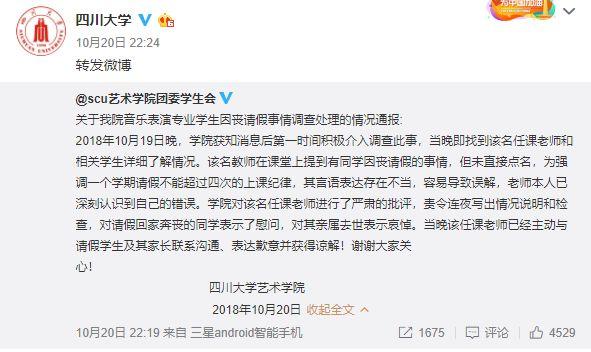 为中国加油
四川大学
10月20日 22:24
转发微博
@scu艺术学院团委学生会
关于我院音乐表演专业学生因丧请假事情调查处理的情况通报:
2018年10月19日晚，学院获知消息后第一时间积极介入调查此事，当晚即找到该名任课老师和
相关学生详细了解情况。该名教师在课堂上提到有同学因丧请假的事情，但未直接点名，为强
调一个学期请假不能超过四次的上课纪律，其言语表达存在不当，容易导致误解，老师本人已
深刻认识到自己的错误。学院对该名任课老师进行了严肃的批评，责令连夜写出情况说明和检
查，对请假回家奔丧的同学表示了慰问，对其亲属去世表示哀悼。当晚该任课老师已经主动与
请假学生及其家长联系沟通、表达歉意并获得谅解！谢谢大家关
心！
四川大学艺术学院
2018年10月20日 收起全文
10月20日 22:19 来自 三星android智能手机
1675 评论 4529